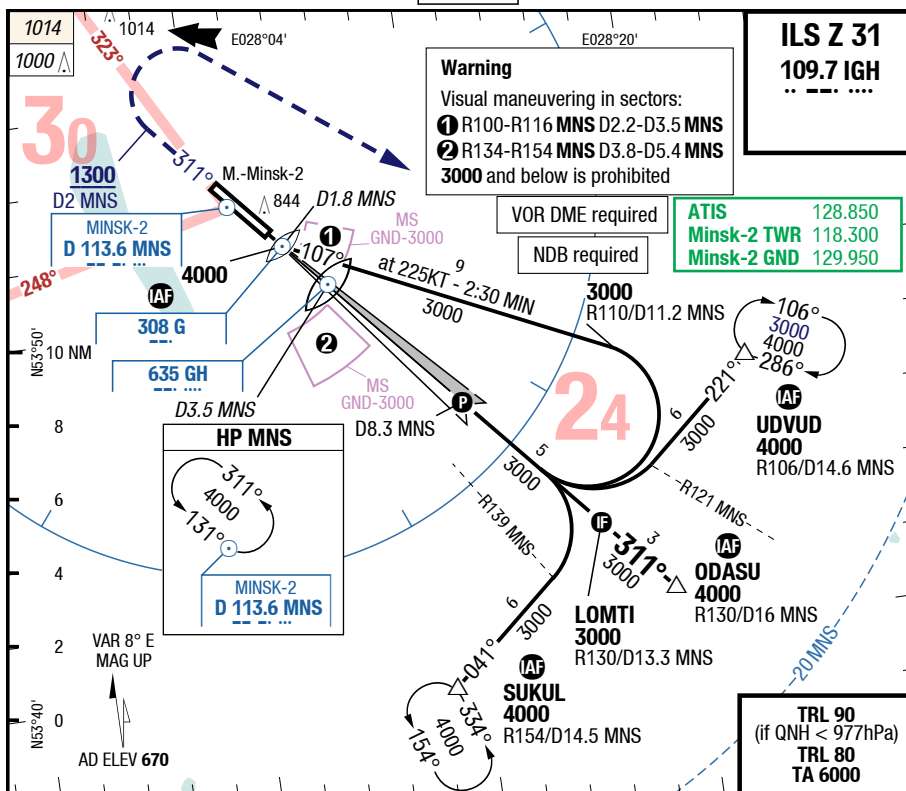 1014
1000
1014
E028°04'
E028°20'
ILS Z 31
109.7 IGH
Warning
Visual maneuvering in sectors:
1 R100-R116 MNS D2.2-D3.5 MNS
2 R134-R154 MNS D3.8-D5.4 MNS
3000 and below is prohibited
323°
30
311°
1300
D2 MNS
M.-Minsk-2
844
D1.8 MNS
MS
GND-3000
VOR DME required
NDB required
ATIS 128.850
Minsk-2 TWR 118.300
Minsk-2 GND 129.950
MINSK-2
D 113.6 MNS
1
107°
4000
248°
IAF
308 G
635 GH
9
at 225KT - 2:30 MIN
3000
3000
R110/D11.2 MNS
106°
3000
4000
286°
N53°50'
10 NM
2
MS
GND-3000
D3.5 MNS
P
D8.3 MNS
24
221°
6
3000
IAF
UDVUD
4000
R106/D14.6 MNS
8
HP MNS
311°
4000
131°
MINSK-2
D 113.6 MNS
5
3000
R139 MNS
R121 MNS
6
IF
311°
3
3000
IAF
ODASU
4000
R130/D16 MNS
4
LOMTI
3000
R130/D13.3 MNS
6
3000
041°
IAF
SUKUL
4000
R154/D14.5 MNS
334°
4000
154°
2
0
N53°40'
VAR 8° E
MAG UP
AD ELEV 670
20 MNS
TRL 90
(if QNH < 977hPa)
TRL 80
TA 6000